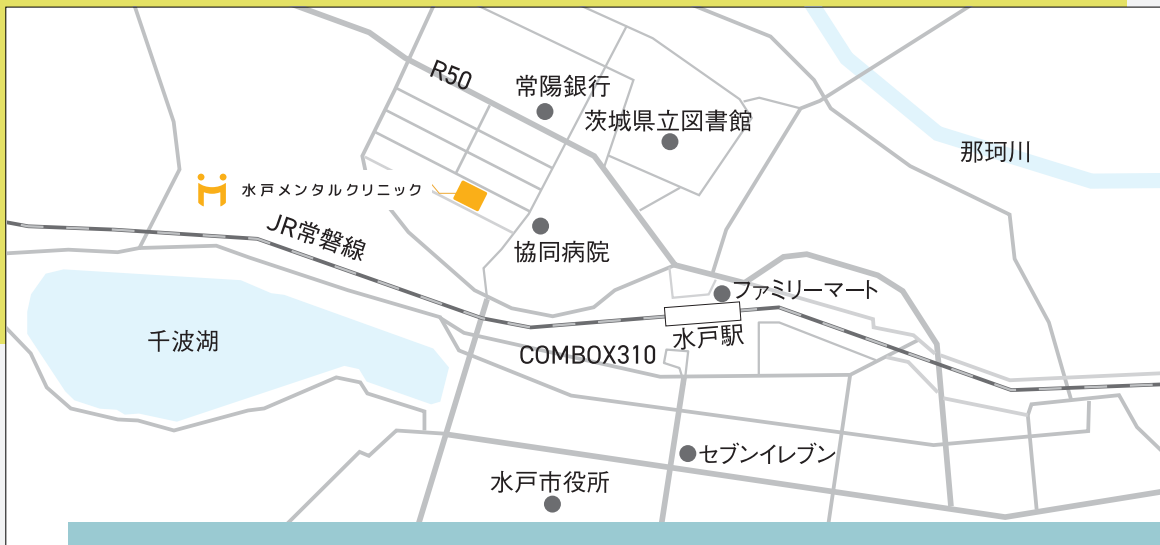 R50
常陽銀行
茨城県立図書館
那珂川
水戸メンタルクリニック
JR常磐線
協同病院
ファミリーマート
千波湖
水戸駅
COMBOX310
セブンイレブン
水戸市役所